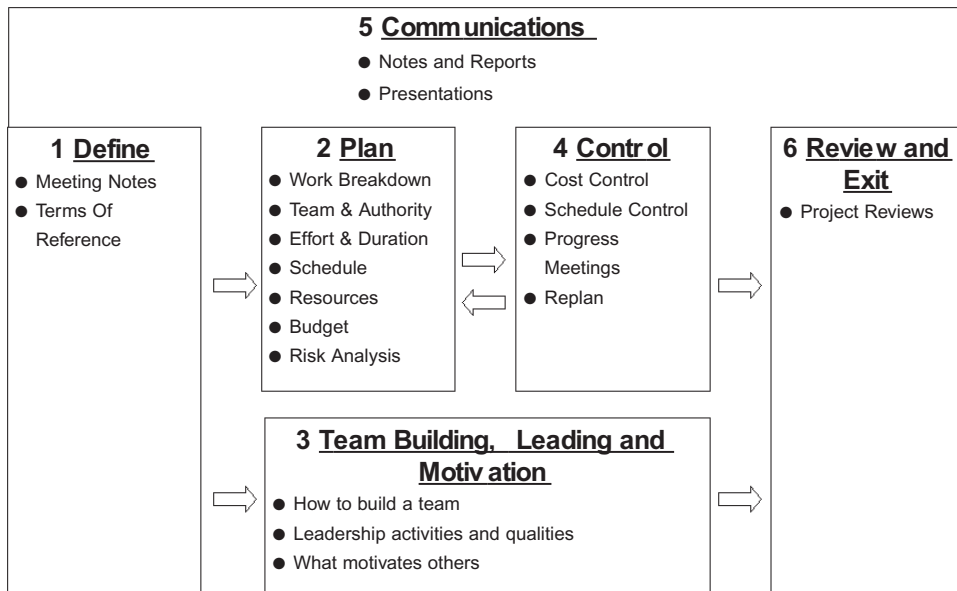 5 Communications
● Notes and Reports
● Presentations
1 Define
● Meeting Notes
● Terms Of
Reference
2 Plan
● Work Breakdown
● Team & Authority
● Effort & Duration
● Schedule
● Resources
● Budget
● Risk Analysis
4 Control
● Cost Control
● Schedule Control
● Progress
Meetings
● Replan
6 Review and
Exit
● Project Reviews
3 Team Building, Leading and
Motivation
● How to build a team
● Leadership activities and qualities
● What motivates others